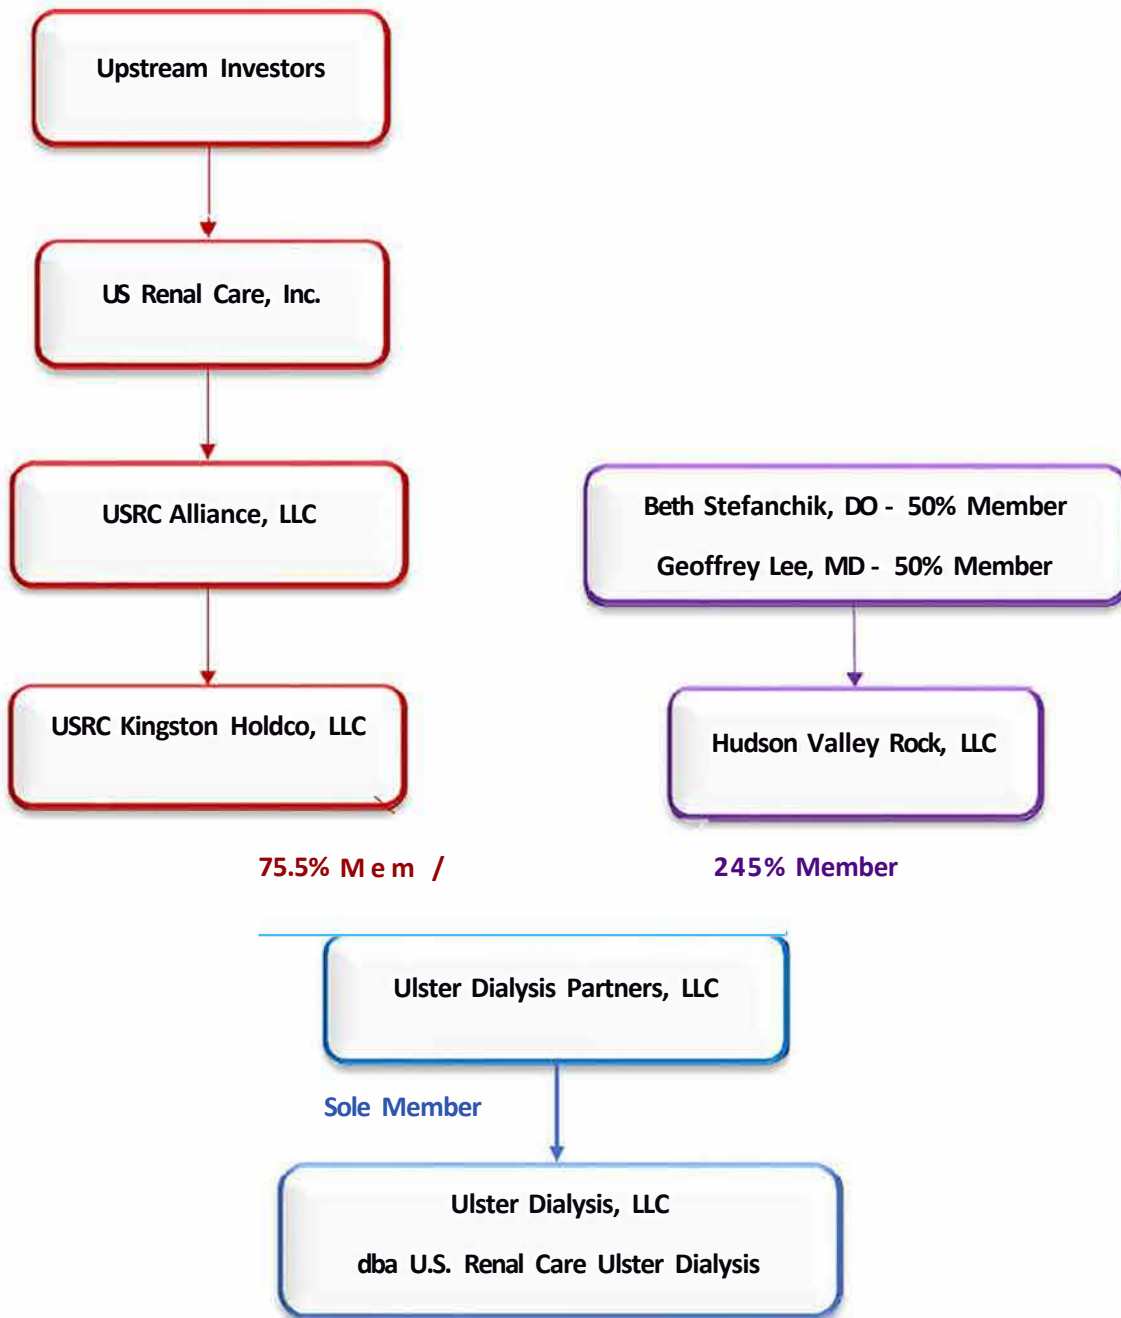 Upstream Investors
US Renal Care, Inc.
USRC Alliance, LLC
Beth Stefanchik, DO - 50% Member
Geoffrey Lee, MD - 50% Member
USRC Kingston Holdco, LLC
Hudson Valley Rock, LLC
75.5% Mem /
245% Member
Ulster Dialysis Partners, LLC
Sole Member
Ulster Dialysis, LLC
dba U.S. Renal Care Ulster Dialysis